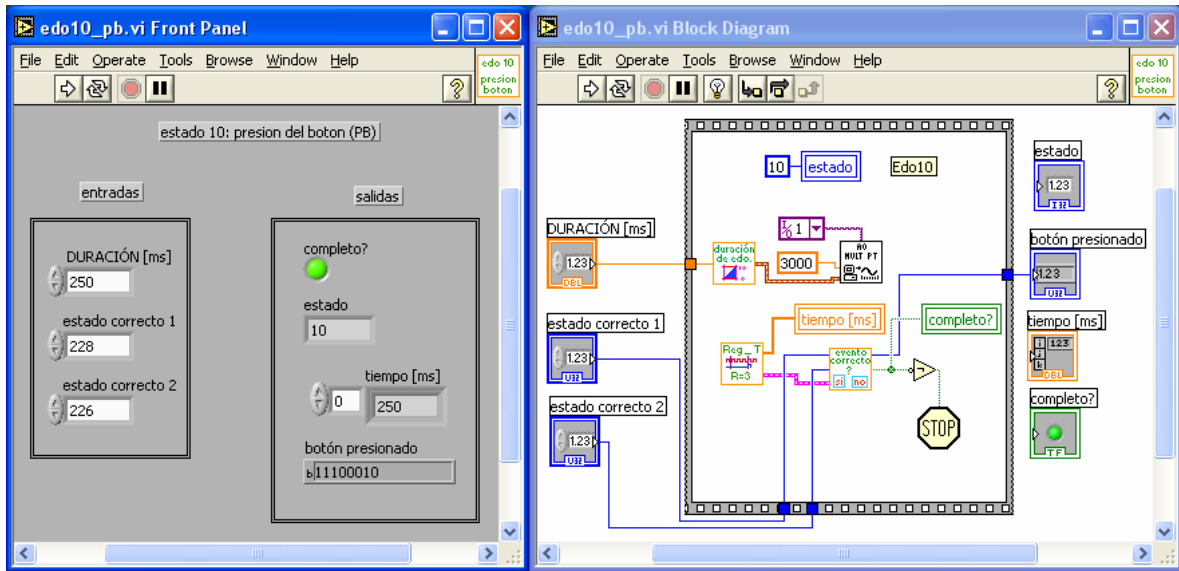 edo10_pb.vi Front Panel
File Edit Operate Tools Browse Window Help
edo 10
presion
boton
estado 10: presion del boton (PB)
entradas
DURACIÓN [ms]
250
estado correcto 1
228
estado correcto 2
226
salidas
completo?
estado
10
tiempo [ms]
0
250
botón presionado
b 11100010
edo10_pb.vi Block Diagram
File Edit Operate Tools Browse Window Help
edo 10
presion
boton
10 estado
Edo10
DURACIÓN [ms]
1.23
DBL
duración
de edo.
I/O 1
3000
AO
MULT PT
tiempo [ms]
completo?
Reg_T
R=3
evento
correcto
?
si no
STOP
estado correcto 1
1.23
U32
estado correcto 2
1.23
U32
estado
1.23
I32
botón presionado
1.23
U32
tiempo [ms]
i 123
j
k
DBL
completo?
TF